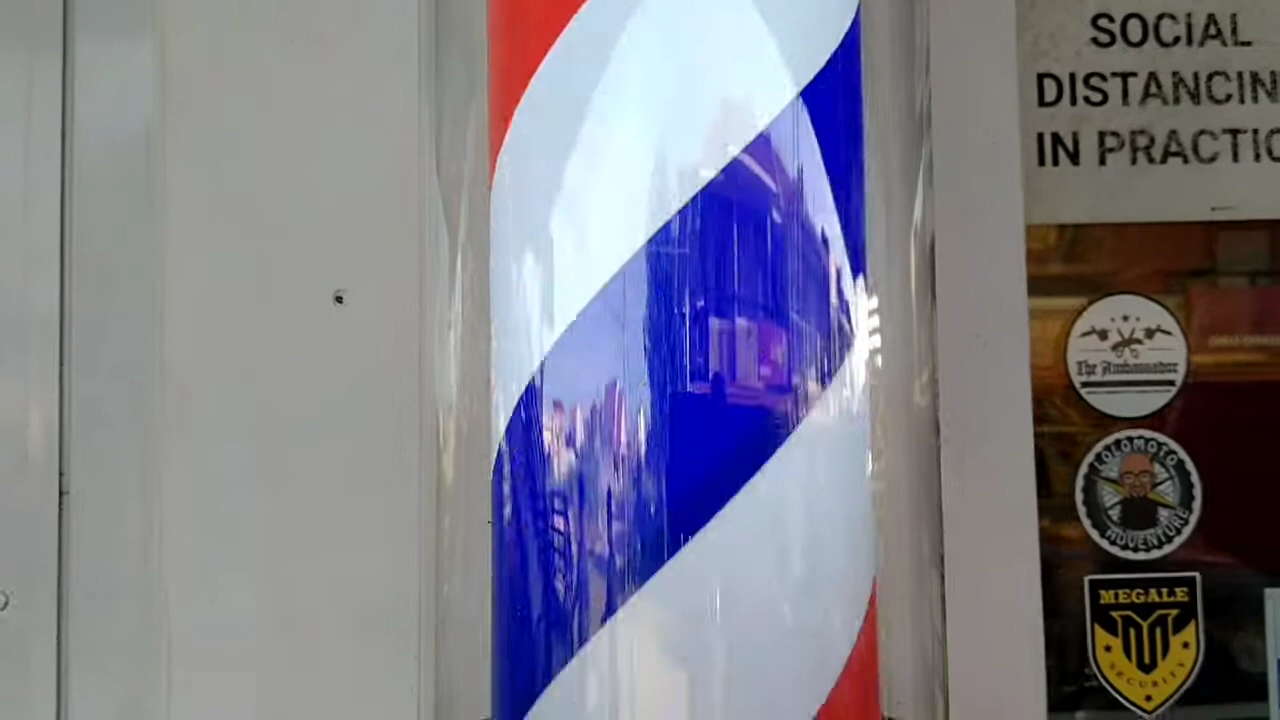 SOCIAL
DISTANCIN
IN PRACTIC
The Ambassador
LOLOMOTO
ADVENTURE
MEGALE
M
SECURITY